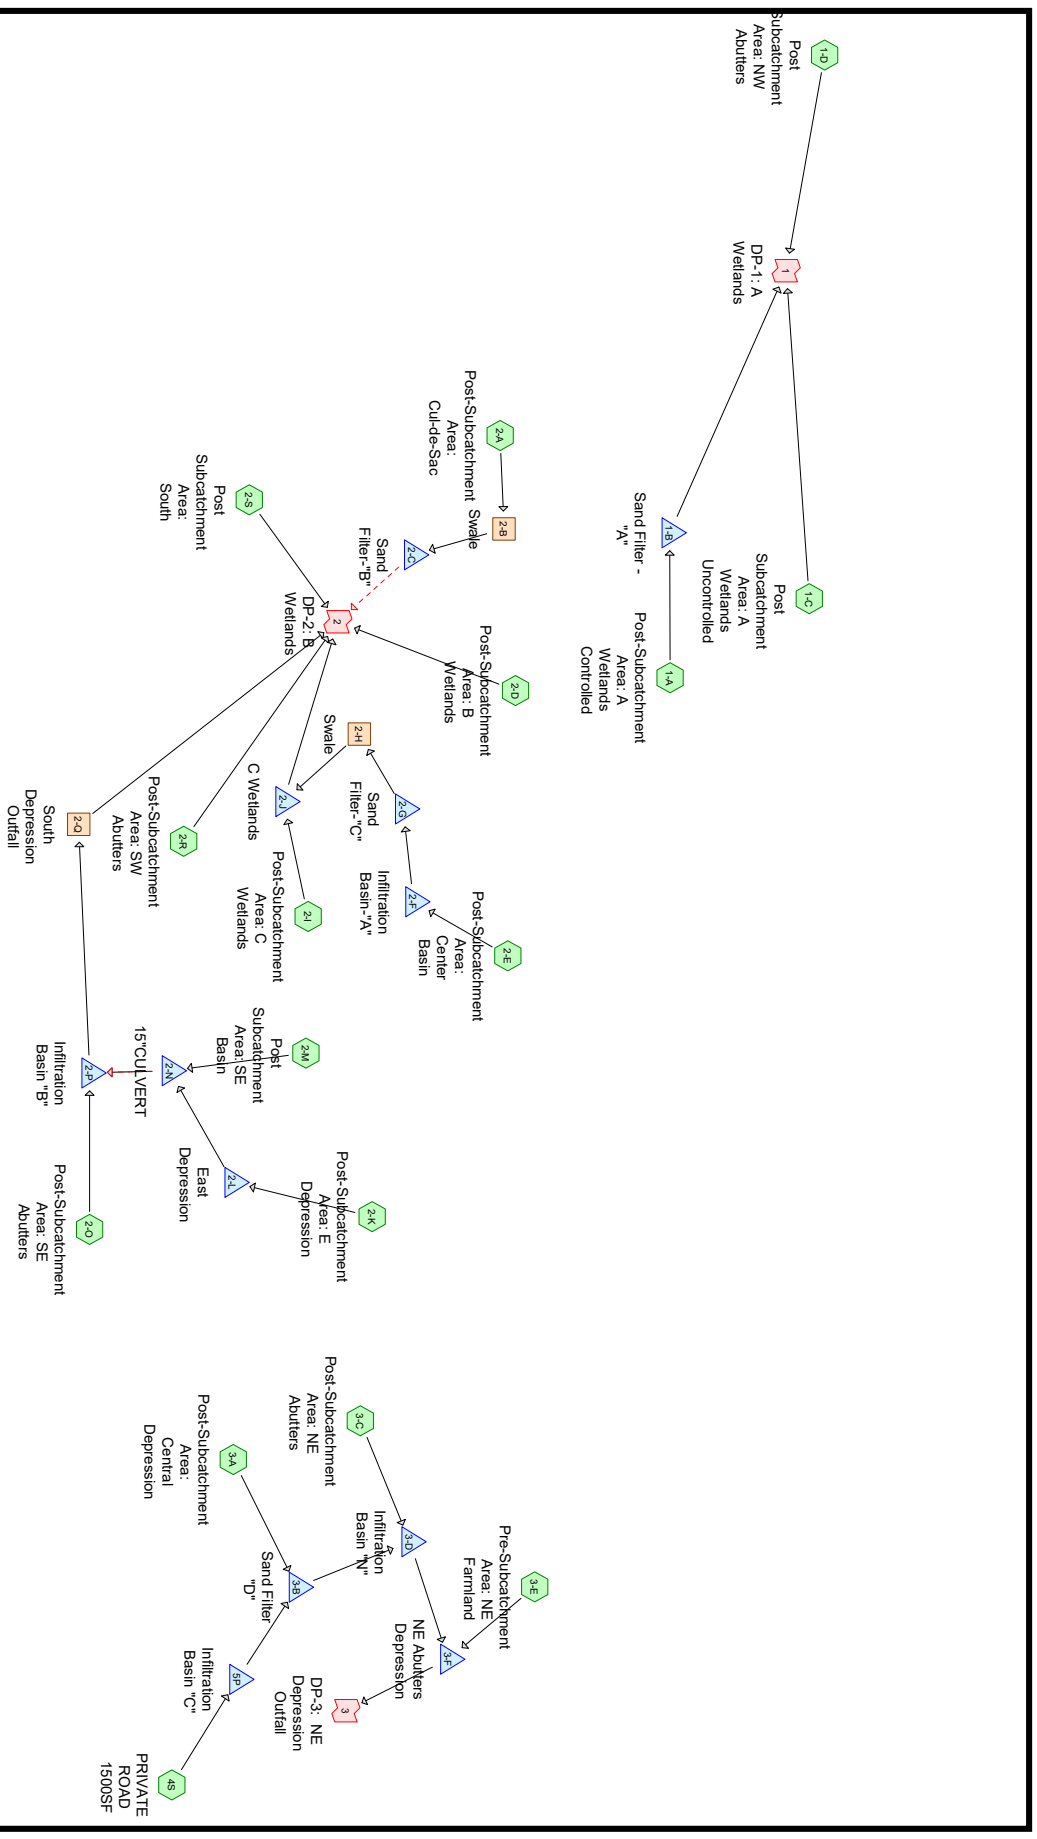 1-D
Post
Subcatchment
Area: NW
Abutters
1
DP-1: A
Wetlands
1-C
Post
Subcatchment
Area: A
Wetlands
Uncontrolled
1-B
Sand Filter -
"A"
1-A
Post-Subcatchment
Area: A
Wetlands
Controlled
2-A
Post-Subcatchment
Area:
Cul-de-Sac
2-B
Swale
2-C
Sand
Filter-"B"
2-S
Post
Subcatchment
Area:
South
2
DP-2: B
Wetlands
2-D
Post-Subcatchment
Area: B
Wetlands
2-H
Swale
2-G
Sand
Filter-"C"
2-F
Infiltration
Basin-"A"
2-E
Post-Subcatchment
Area:
Center
Basin
2-J
C Wetlands
2-I
Post-Subcatchment
Area: C
Wetlands
2-R
Post-Subcatchment
Area: SW
Abutters
2-Q
South
Depression
Outfall
2-M
Post
Subcatchment
Area: SE
Basin
2-N
15"CULVERT
2-P
Infiltration
Basin "B"
2-L
East
Depression
2-K
Post-Subcatchment
Area: E
Depression
2-O
Post-Subcatchment
Area: SE
Abutters
3-C
Post-Subcatchment
Area: NE
Abutters
3-A
Post-Subcatchment
Area:
Central
Depression
3-D
Infiltration
Basin "N"
3-E
Pre-Subcatchment
Area: NE
Farmland
3-B
Sand Filter
"D"
3-F
NE Abutters
Depression
5P
Infiltration
Basin "C"
3
DP-3: NE
Depression
Outfall
4S
PRIVATE
ROAD
1500SF